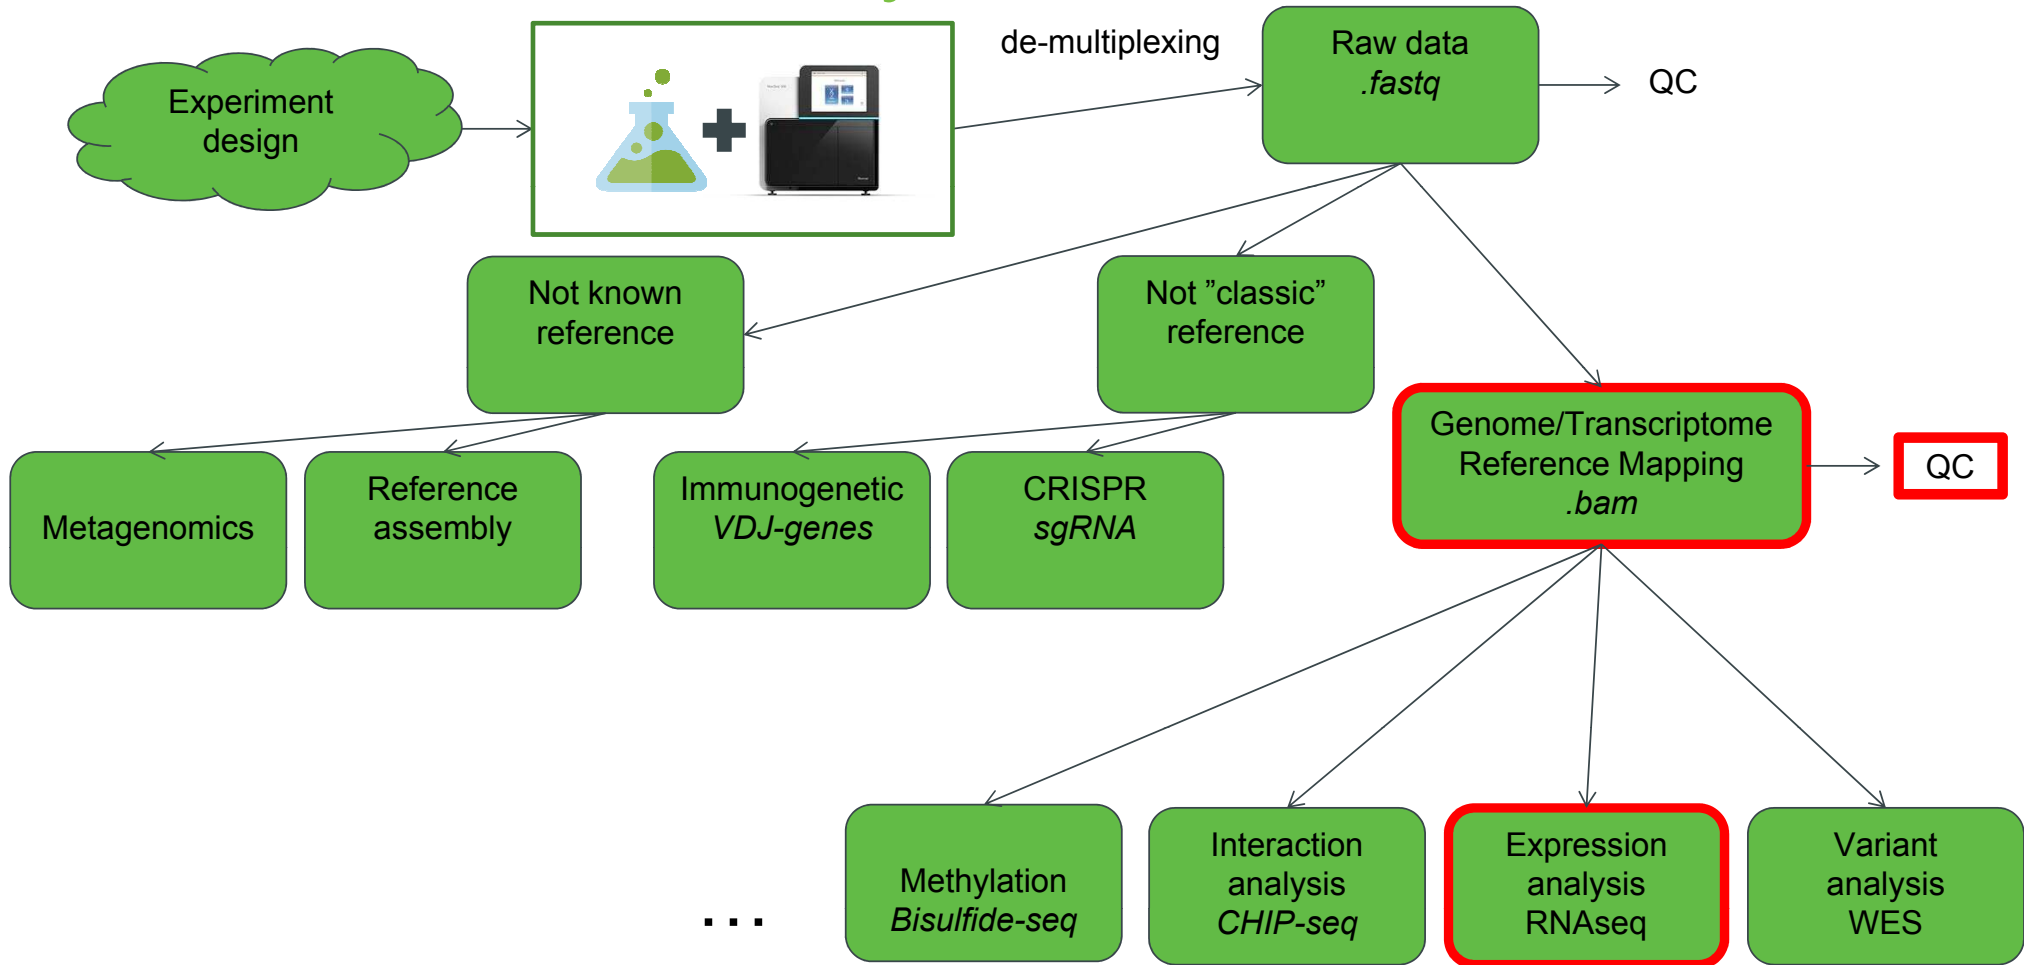 Experiment
design
de-multiplexing
Raw data
.fastq
QC
Not known
reference
Not ”classic”
reference
Genome/Transcriptome
Reference Mapping
.bam
QC
Metagenomics
Reference
assembly
Immunogenetic
VDJ-genes
CRISPR
sgRNA
...
Methylation
Bisulfide-seq
Interaction
analysis
CHIP-seq
Expression
analysis
RNAseq
Variant
analysis
WES